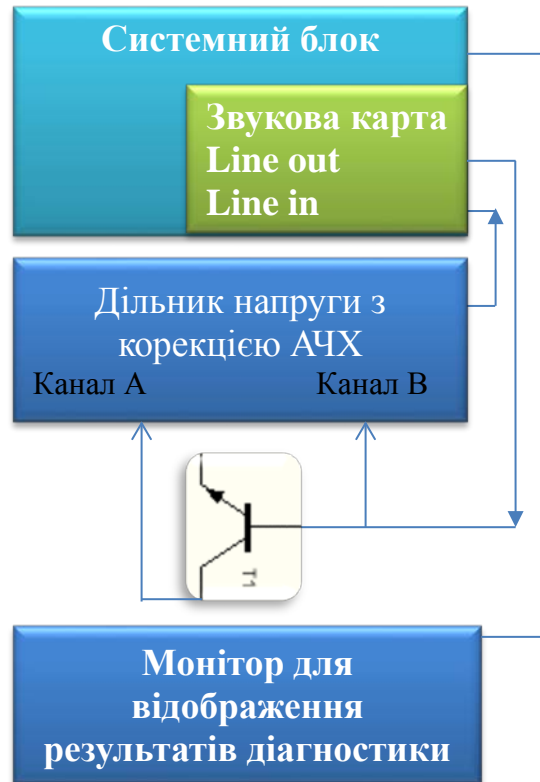 Системний блок
Звукова карта
Line out
Line in
Дільник напруги з
корекцією АЧХ
Канал А Канал В
T1
Монітор для
відображення
результатів діагностики